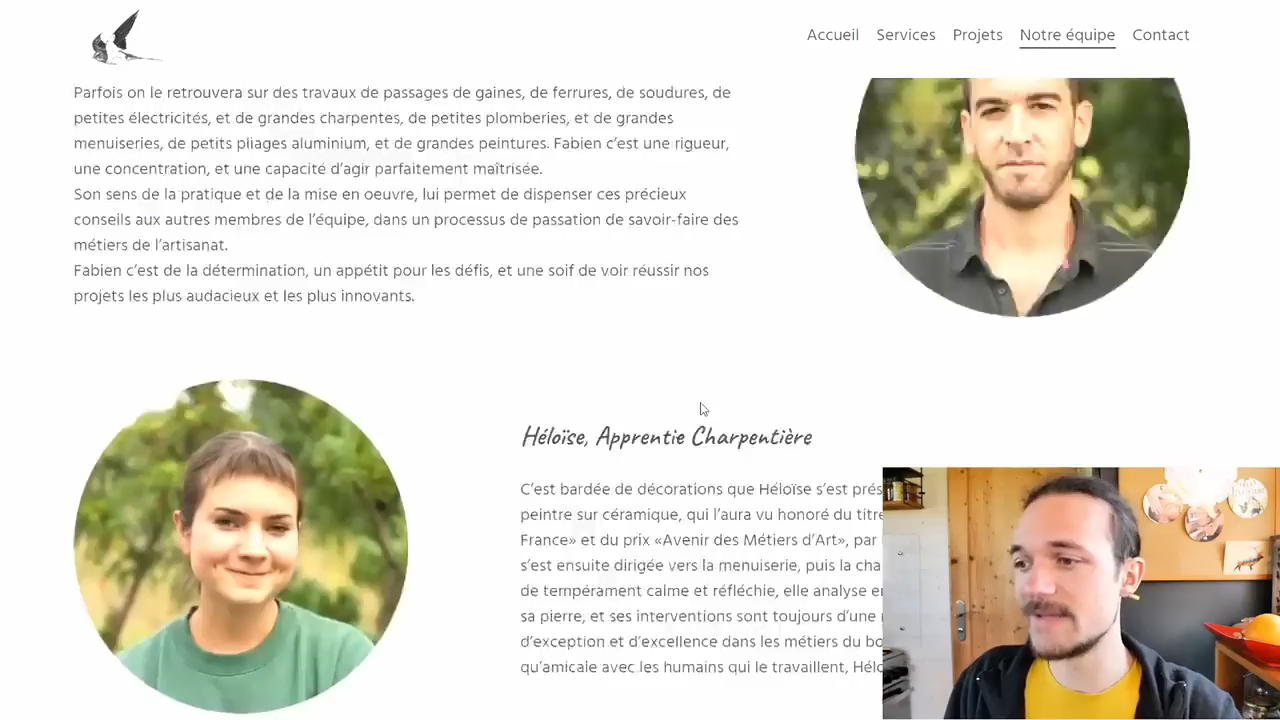 Accueil Services Projets Notre équipe Contact
Parfois on le retrouvera sur des travaux de passages de gaines, de ferrures, de soudures, de
petites électricités, et de grandes charpentes, de petites plomberies, et de grandes
menuiseries, de petits pliages aluminium, et de grandes peintures. Fabien c’est une rigueur,
une concentration, et une capacité d’agir parfaitement maîtrisée.
Son sens de la pratique et de la mise en oeuvre, lui permet de dispenser ces précieux
conseils aux autres membres de l’équipe, dans un processus de passation de savoir-faire des
métiers de l’artisanat.
Fabien c’est de la détermination, un appétit pour les défis, et une soif de voir réussir nos
projets les plus audacieux et les plus innovants.
Héloïse, Apprentie Charpentière
C’est bardée de décorations que Héloïse s’est
peintre sur céramique, qui l’aura vu honoré du titre
France» et du prix «Avenir des Métiers d’Art», par
s’est ensuite dirigée vers la menuiserie, puis la
de tempérament calme et réfléchie, elle analyse
sa pierre, et ses interventions sont toujours d’une
d’exception et d’excellence dans les métiers du
qu’amicale avec les humains qui le travaillent,